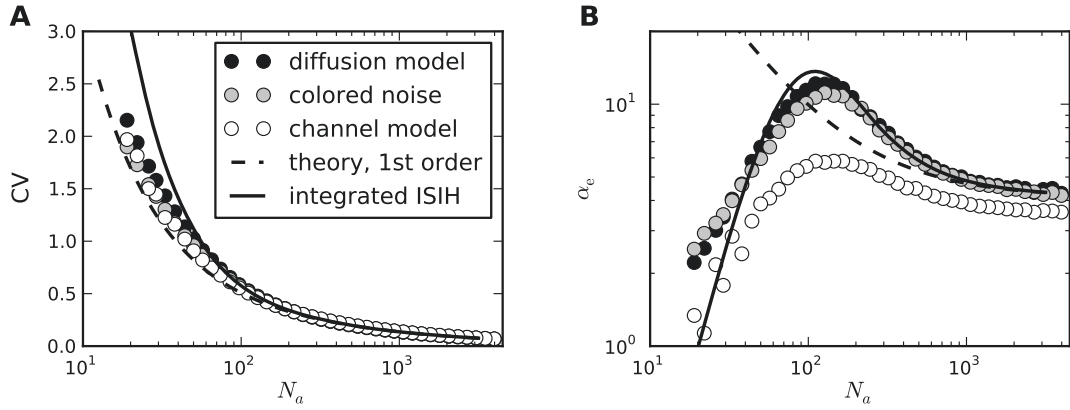 A
CV
3.0
2.5
2.0
1.5
1.0
0.5
0.0
10^1
10^2
10^3
N_a
diffusion model
colored noise
channel model
theory, 1st order
integrated ISIH
B
α_e
10^1
10^0
10^1
10^2
10^3
N_a